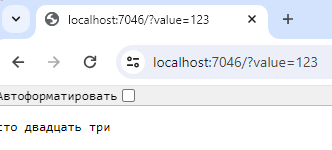 localhost:7046/?value=123
localhost:7046/?value=123
Автоформатировать
сто двадцать три